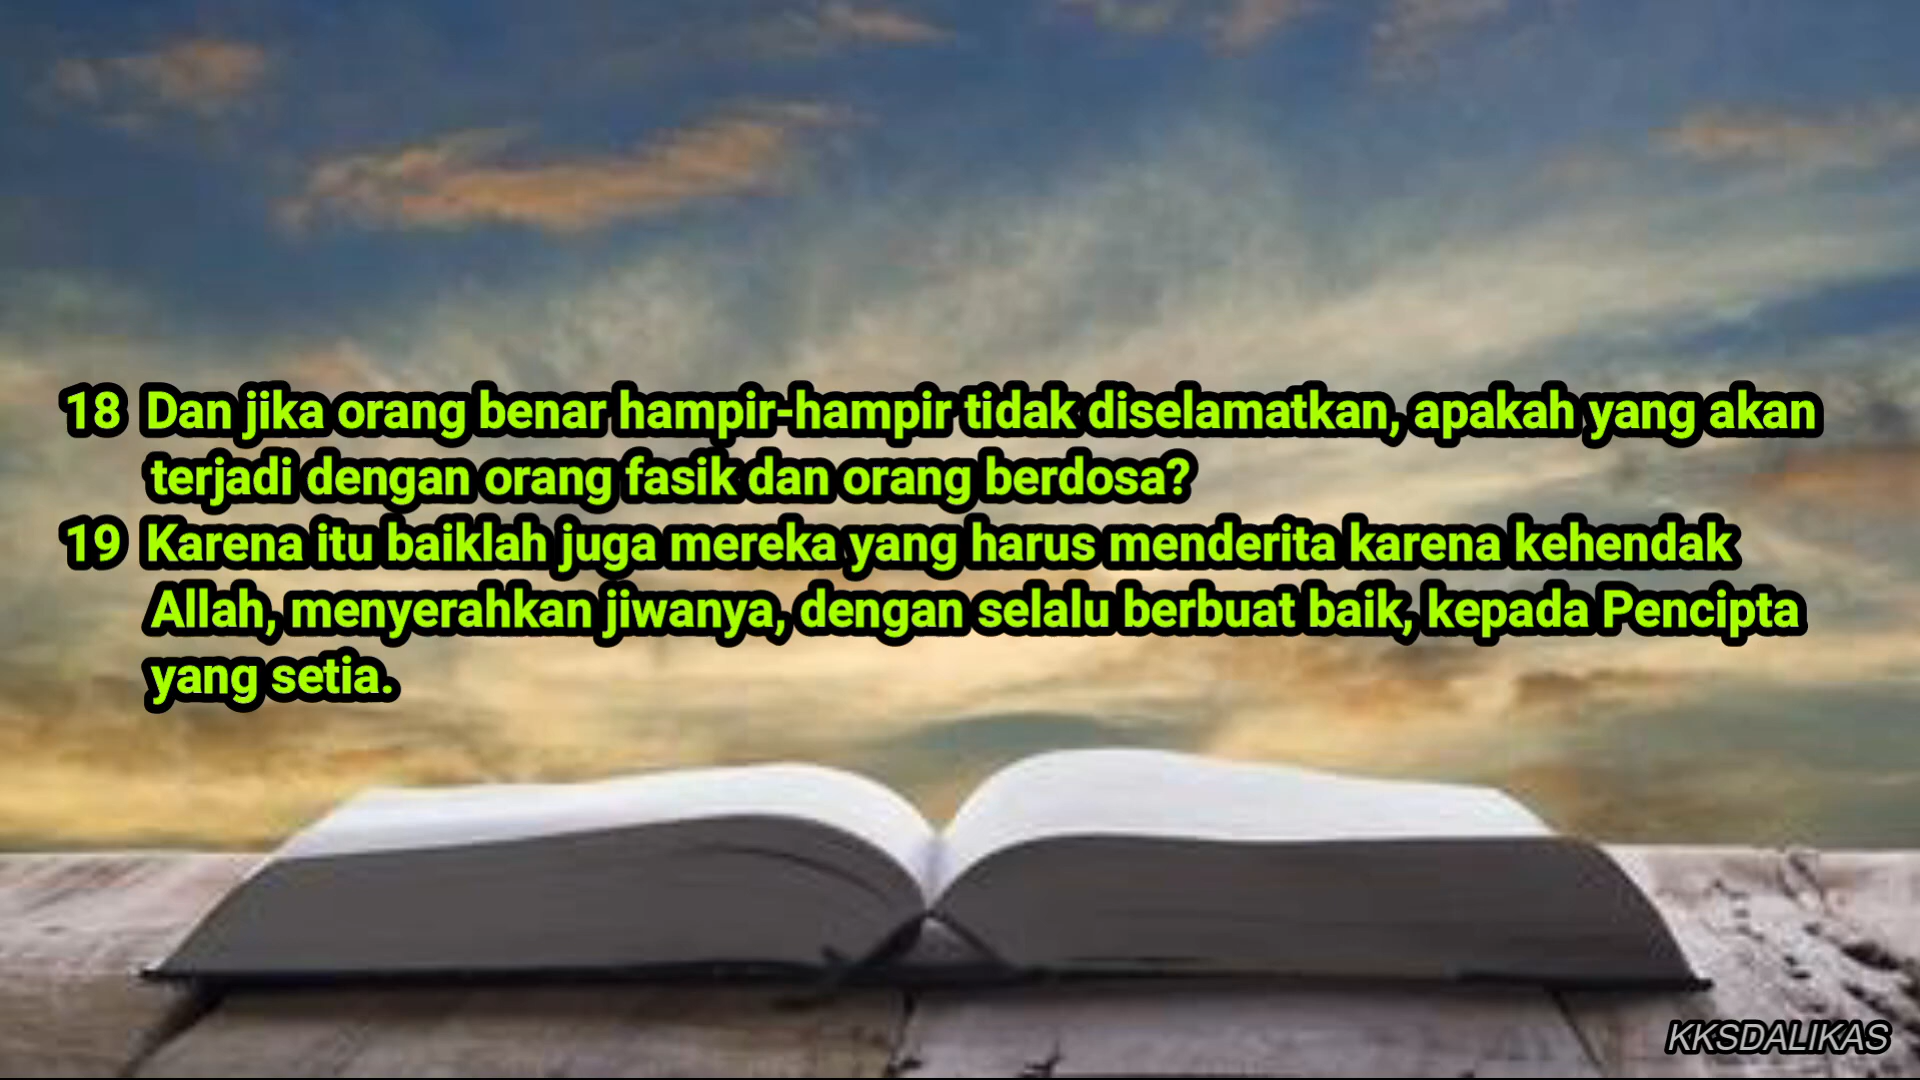 18 Dan jika orang benar hampir-hampir tidak diselamatkan, apakah yang akan
terjadi dengan orang fasik dan orang berdosa?
19 Karena itu baiklah juga mereka yang harus menderita karena kehendak
Allah, menyerahkan jiwanya, dengan selalu berbuat baik, kepada Pencipta
yang setia.
KKSDALIKAS